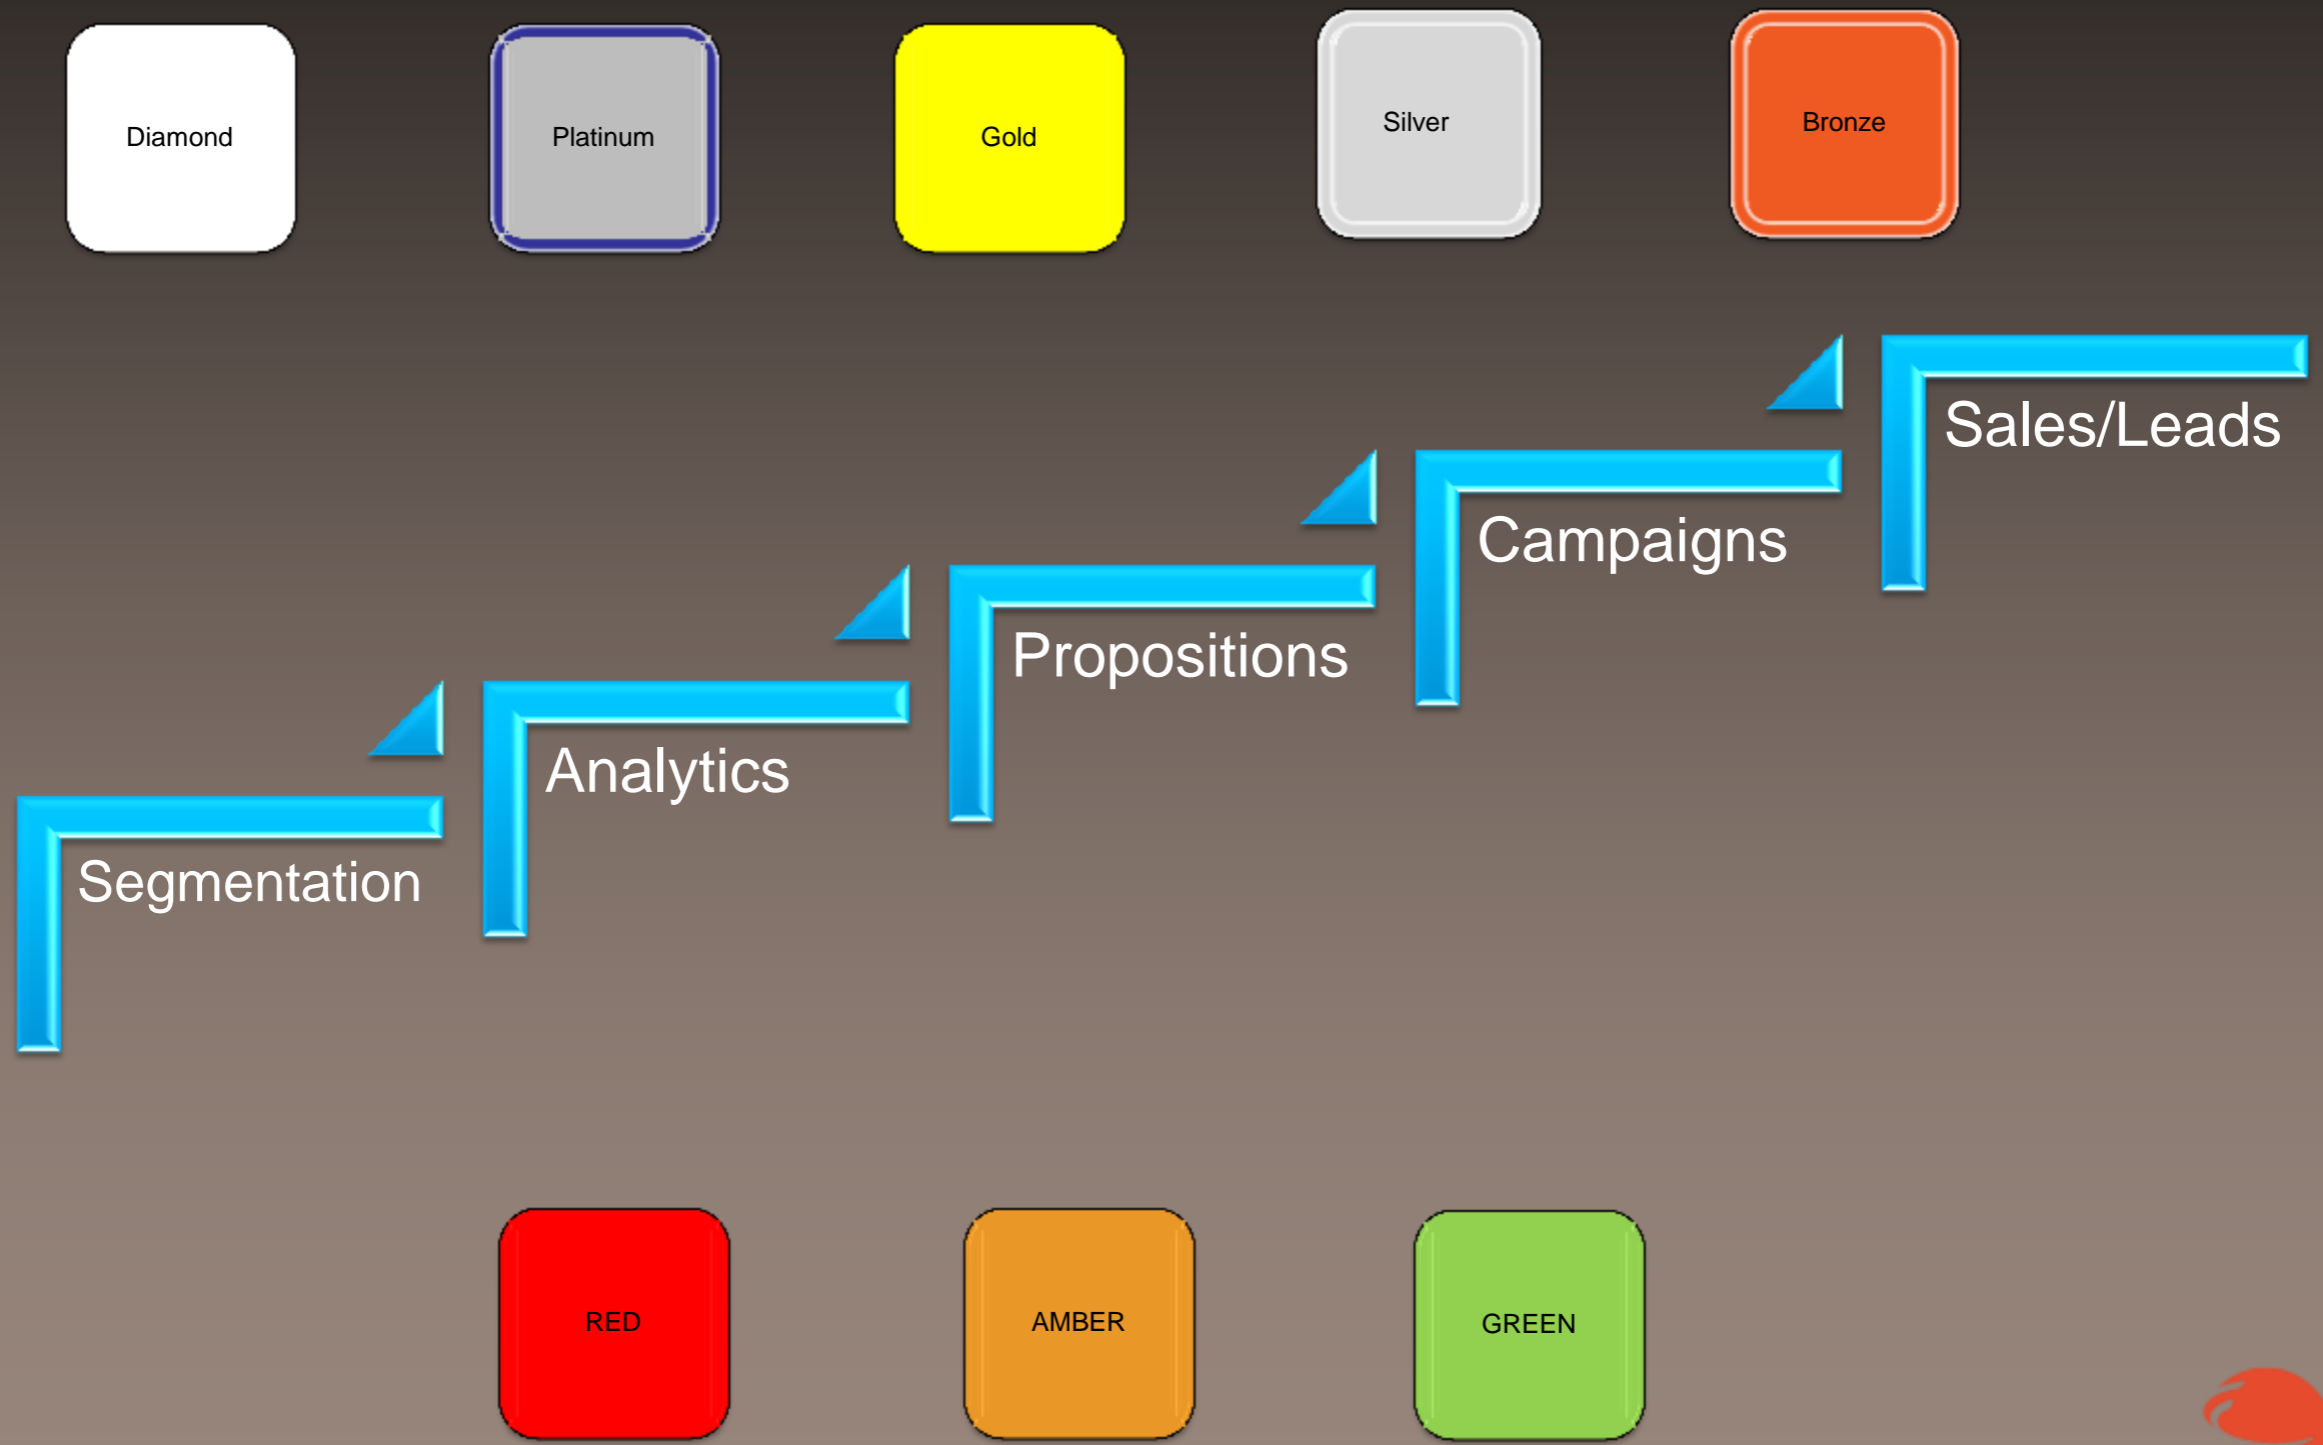 Diamond
Platinum
Gold
Silver
Bronze
Sales/Leads
Campaigns
Propositions
Analytics
Segmentation
RED
AMBER
GREEN